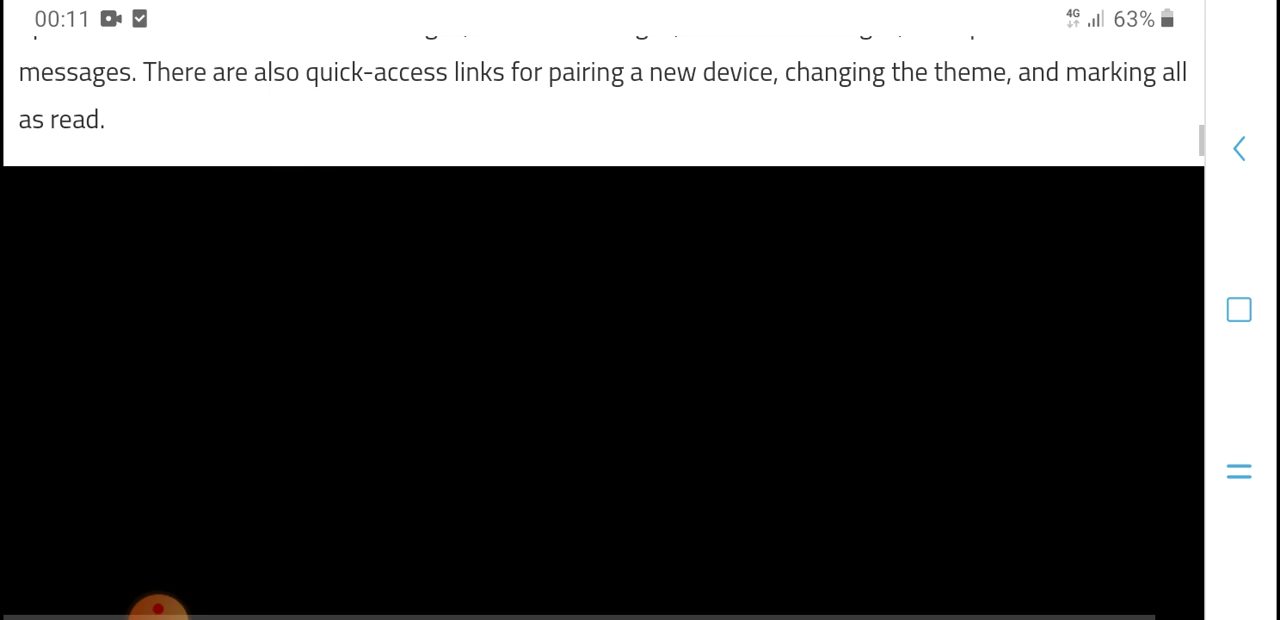 00:11
4G 63%
messages. There are also quick-access links for pairing a new device, changing the theme, and marking all
as read.